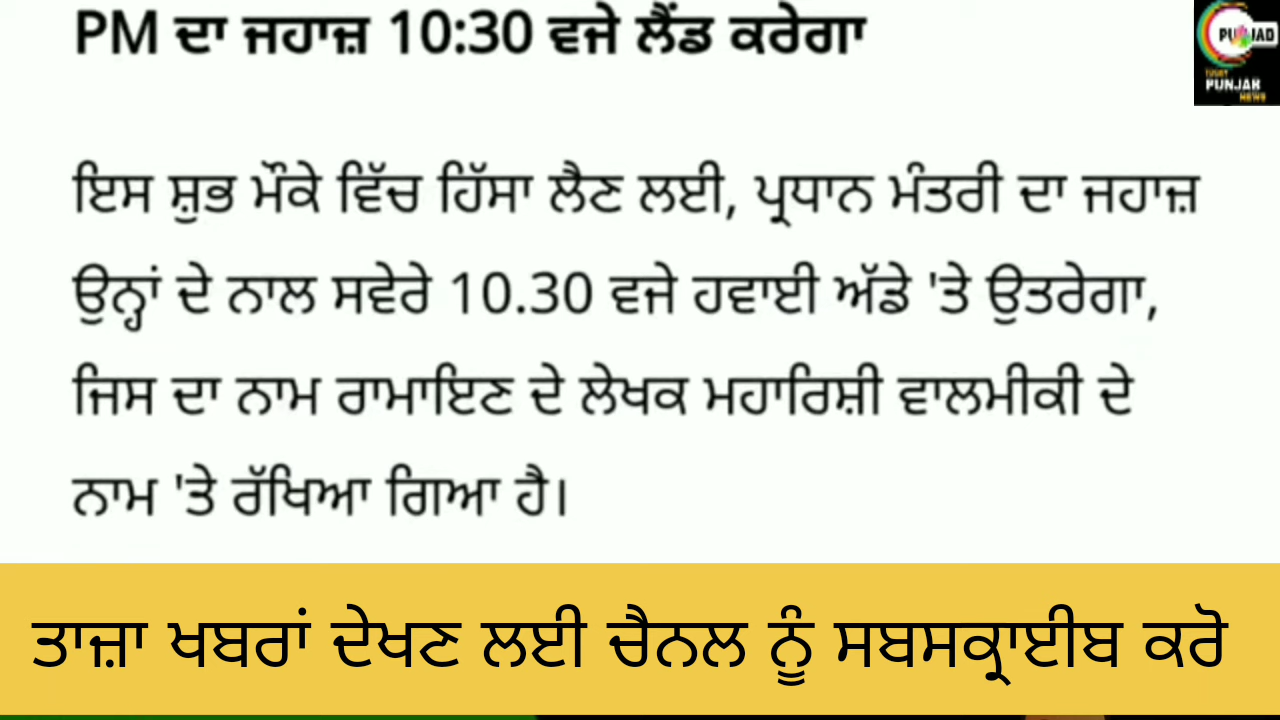 PM ਦਾ ਜਹਾਜ਼ 10:30 ਵਜੇ ਲੈਂਡ ਕਰੇਗਾ
ਇਸ ਸ਼ੁਭ ਮੌਕੇ ਵਿੱਚ ਹਿੱਸਾ ਲੈਣ ਲਈ, ਪ੍ਰਧਾਨ ਮੰਤਰੀ ਦਾ ਜਹਾਜ਼
ਉਨ੍ਹਾਂ ਦੇ ਨਾਲ ਸਵੇਰੇ 10.30 ਵਜੇ ਹਵਾਈ ਅੱਡੇ 'ਤੇ ਉਤਰੇਗਾ,
ਜਿਸ ਦਾ ਨਾਮ ਰਾਮਾਇਣ ਦੇ ਲੇਖਕ ਮਹਾਰਿਸ਼ੀ ਵਾਲਮੀਕੀ ਦੇ
ਨਾਮ 'ਤੇ ਰੱਖਿਆ ਗਿਆ ਹੈ।
ਤਾਜ਼ਾ ਖਬਰਾਂ ਦੇਖਣ ਲਈ ਚੈਨਲ ਨੂੰ ਸਬਸਕ੍ਰਾਈਬ ਕਰੋ
PUNJAB
NEWS